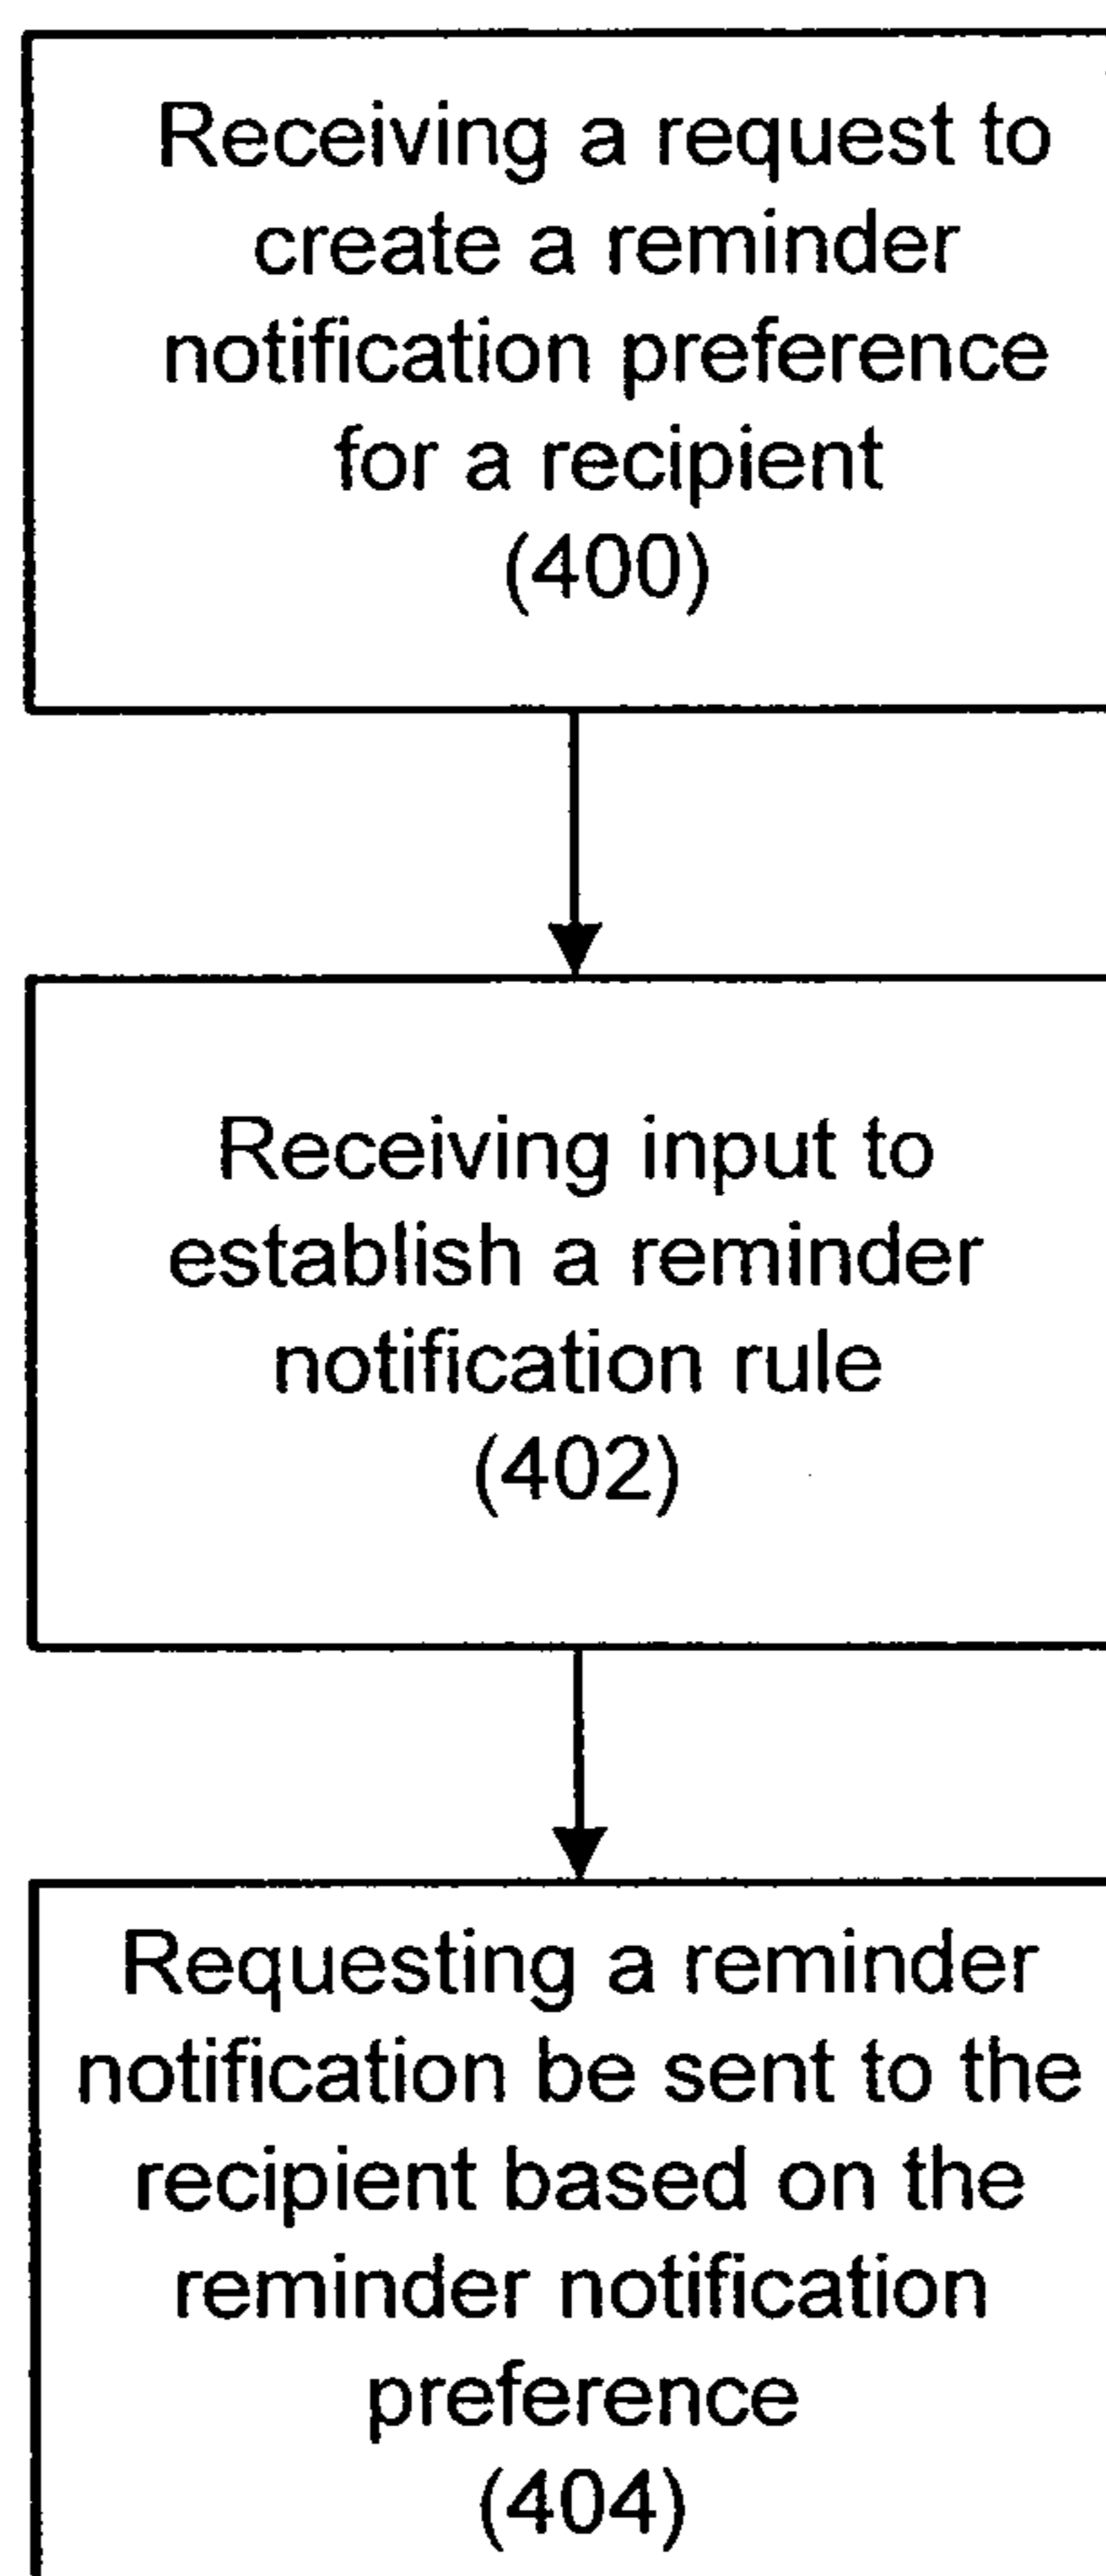 Receiving a request to
create a reminder
notification preference
for a recipient
(400)
Receiving input to
establish a reminder
notification rule
(402)
Requesting a reminder
notification be sent to the
recipient based on the
reminder notification
preference
(404)